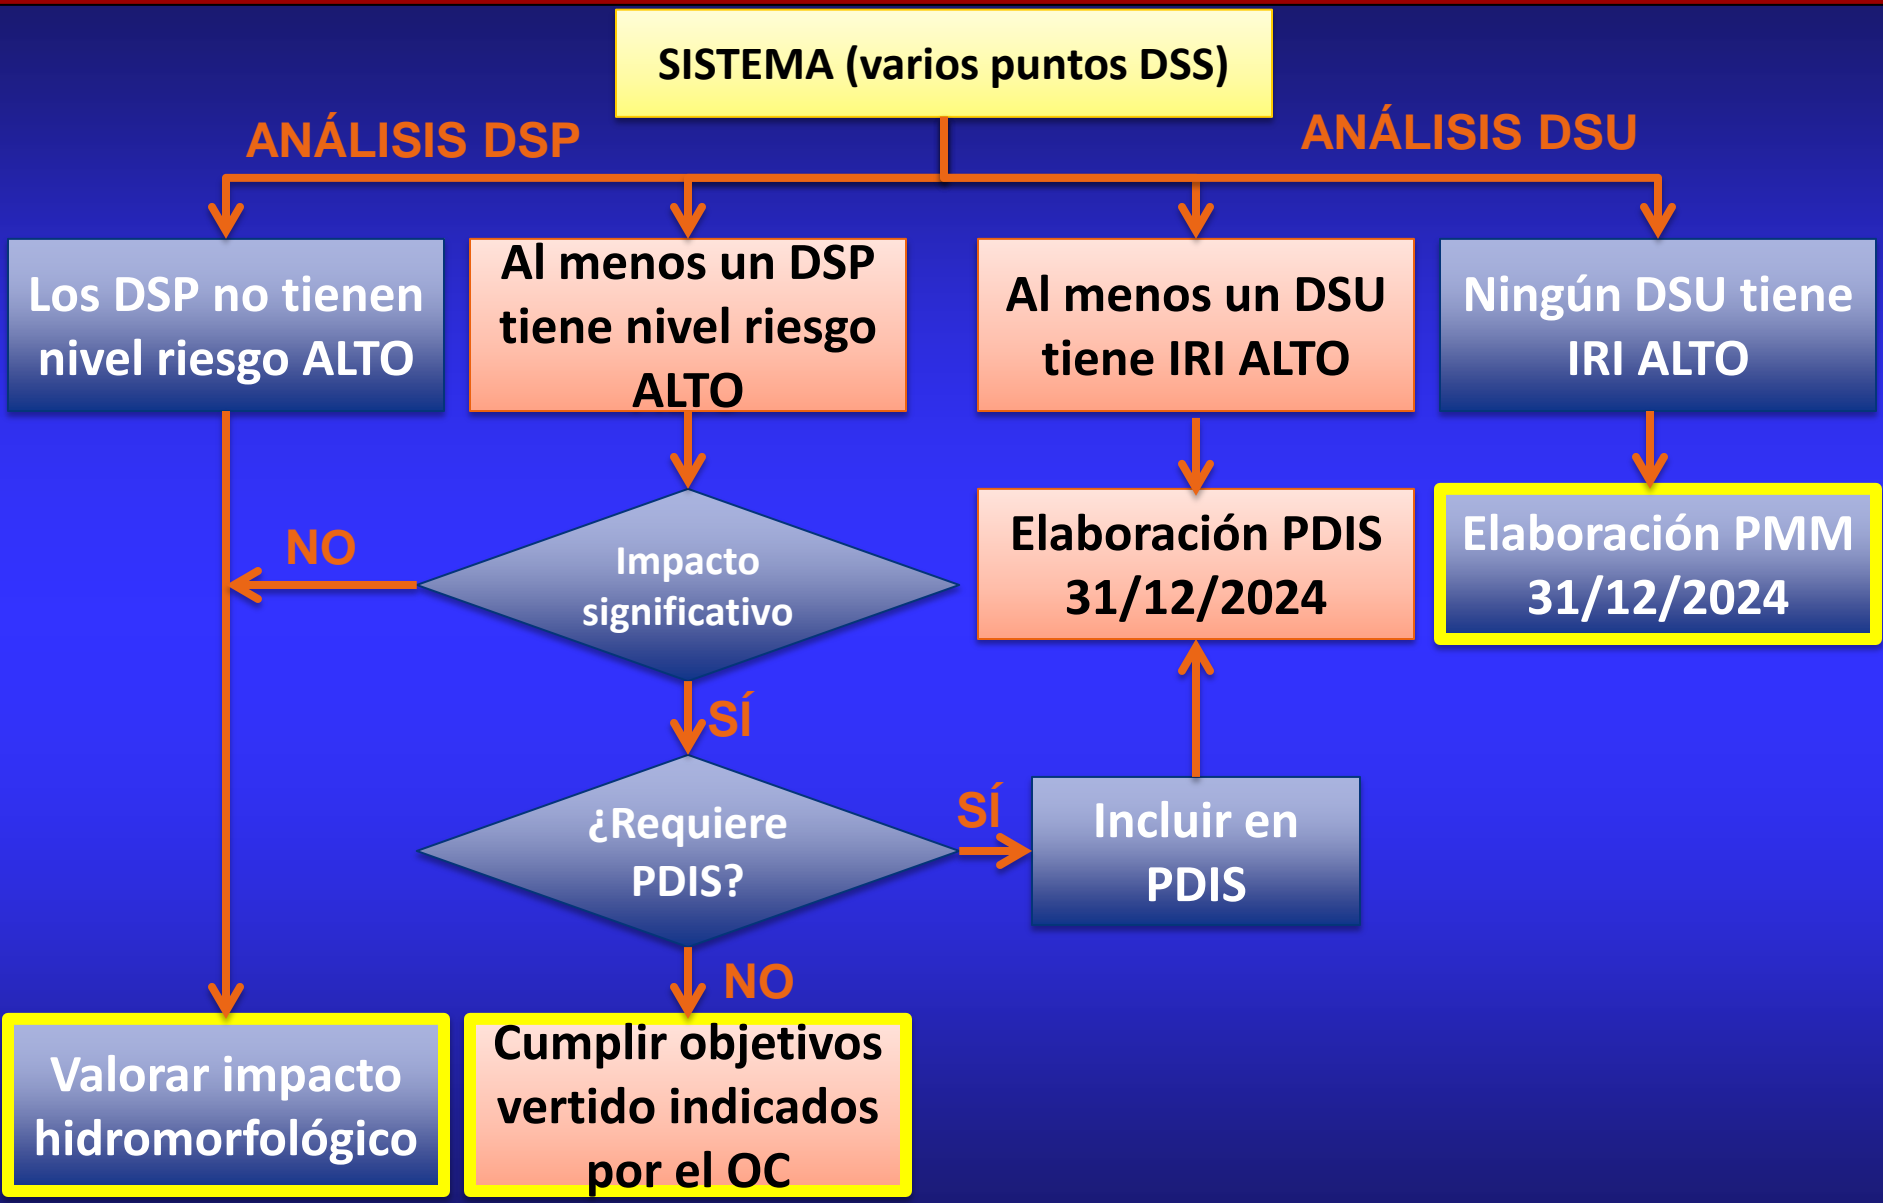 SISTEMA (varios puntos DSS)
ANÁLISIS DSP
ANÁLISIS DSU
Los DSP no tienen
nivel riesgo ALTO
Al menos un DSP
tiene nivel riesgo
ALTO
Al menos un DSU
tiene IRI ALTO
Ningún DSU tiene
IRI ALTO
NO
Impacto
significativo
Elaboración PDIS
31/12/2024
Elaboración PMM
31/12/2024
SÍ
¿Requiere
PDIS?
SÍ
Incluir en
PDIS
NO
Valorar impacto
hidromorfológico
Cumplir objetivos
vertido indicados
por el OC